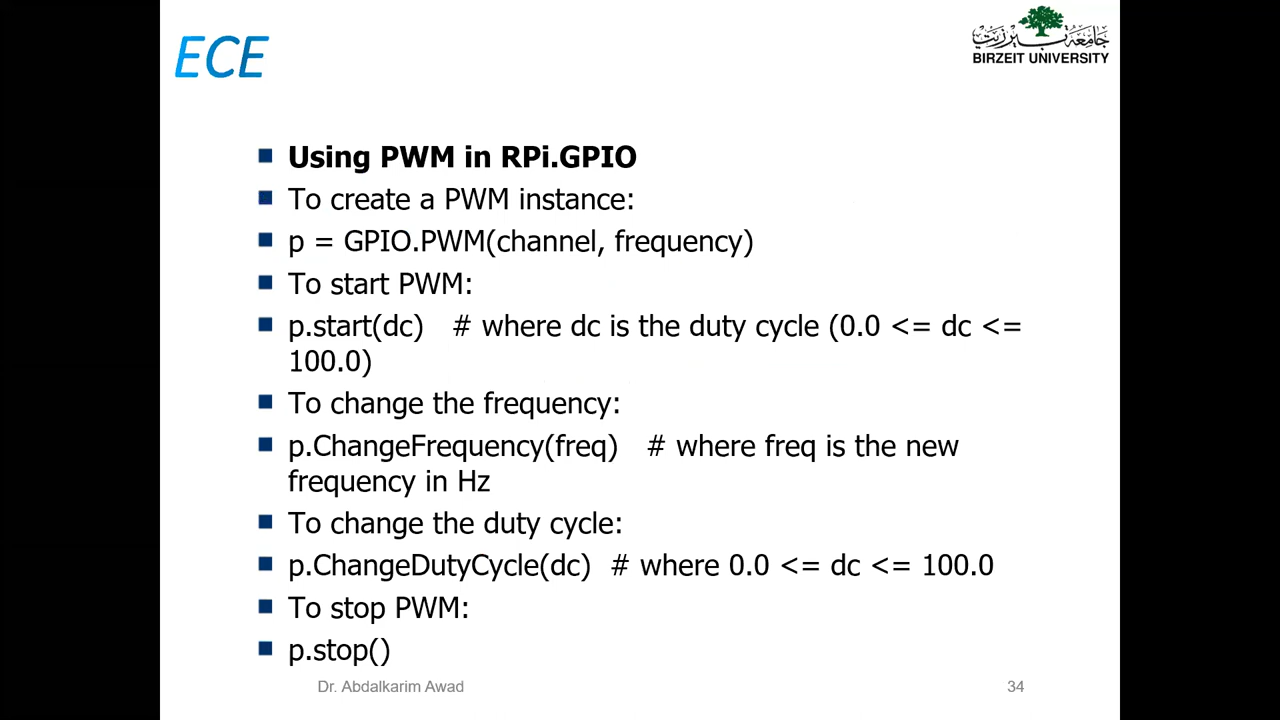 ECE
جامعة بيرزيت
BIRZEIT UNIVERSITY
Using PWM in RPi.GPIO
To create a PWM instance:
p = GPIO.PWM(channel, frequency)
To start PWM:
p.start(dc)   # where dc is the duty cycle (0.0 <= dc <=
100.0)
To change the frequency:
p.ChangeFrequency(freq)   # where freq is the new
frequency in Hz
To change the duty cycle:
p.ChangeDutyCycle(dc)  # where 0.0 <= dc <= 100.0
To stop PWM:
p.stop()
Dr. Abdalkarim Awad
34